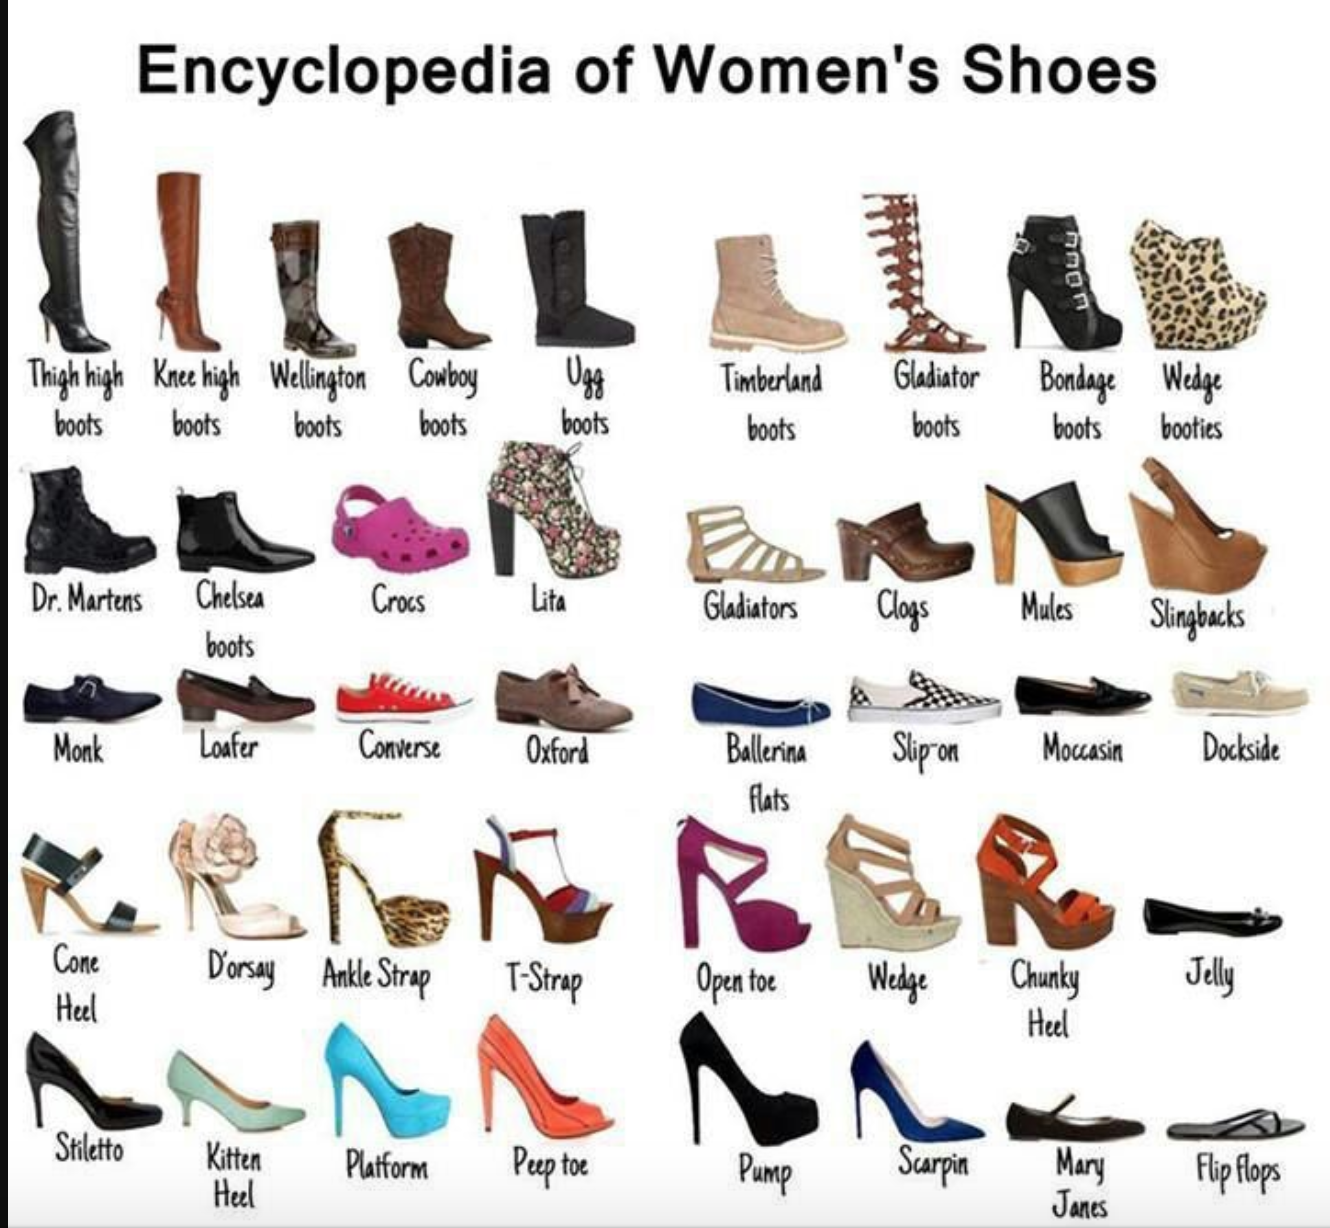 Encyclopedia of Women's Shoes
Thigh high
boots
Knee high
boots
Wellington
boots
Cowboy
boots
Ugg
boots
Timberland
boots
Gladiator
boots
Bondage
boots
Wedge
booties
Dr. Martens
Chelsea
boots
Crocs
Lita
Gladiators
Clogs
Mules
Slingbacks
Monk
Loafer
Converse
Oxford
Ballerina
flats
Slip-on
Moccasin
Dockside
Cone
Heel
D'orsay
Ankle Strap
T-Strap
Open toe
Wedge
Chunky
Heel
Jelly
Stiletto
Kitten
Heel
Platform
Peep toe
Pump
Scarpin
Mary
Janes
Flip flops